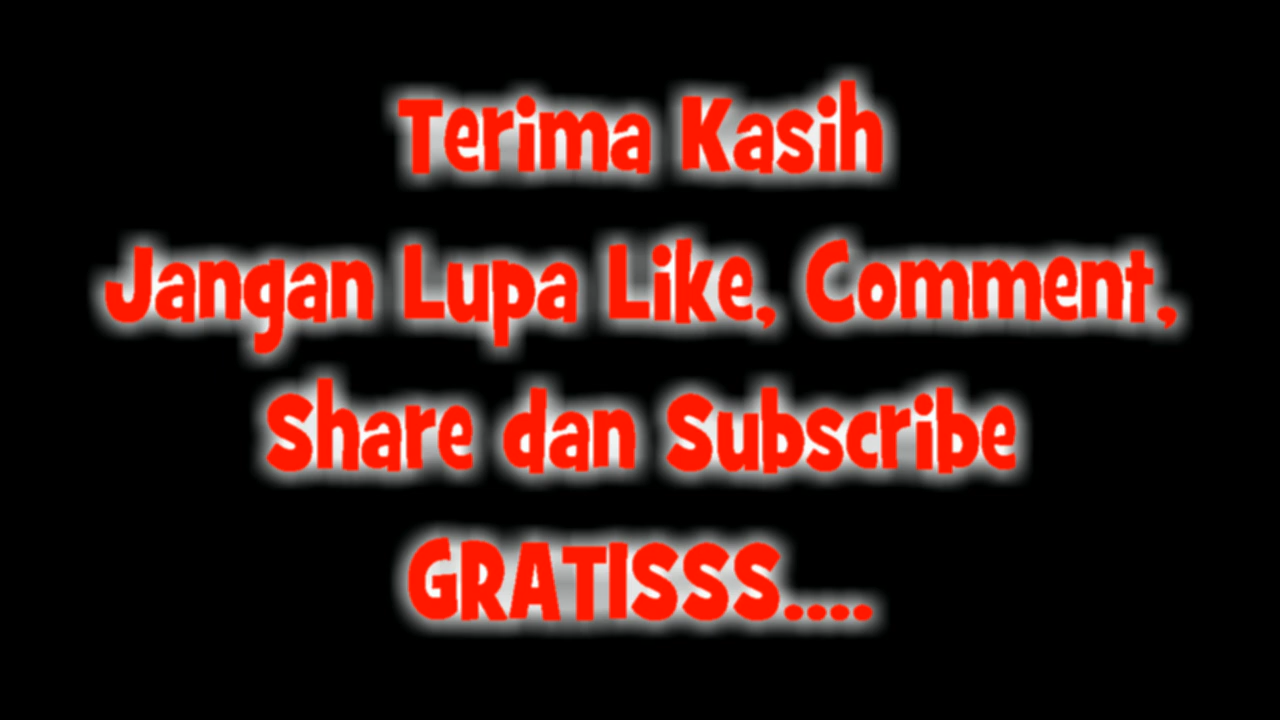 Terima Kasih
Jangan Lupa Like, Comment,
Share dan Subscribe
GRATISSS....